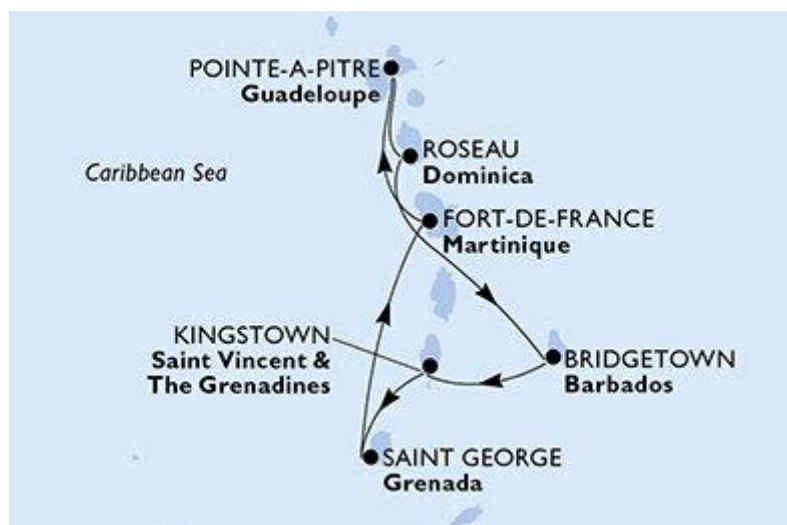 POINTE-A-PITRE
Guadeloupe
ROSEAU
Dominica
Caribbean Sea
FORT-DE-FRANCE
Martinique
KINGSTOWN
Saint Vincent &
The Grenadines
BRIDGETOWN
Barbados
SAINT GEORGE
Grenada